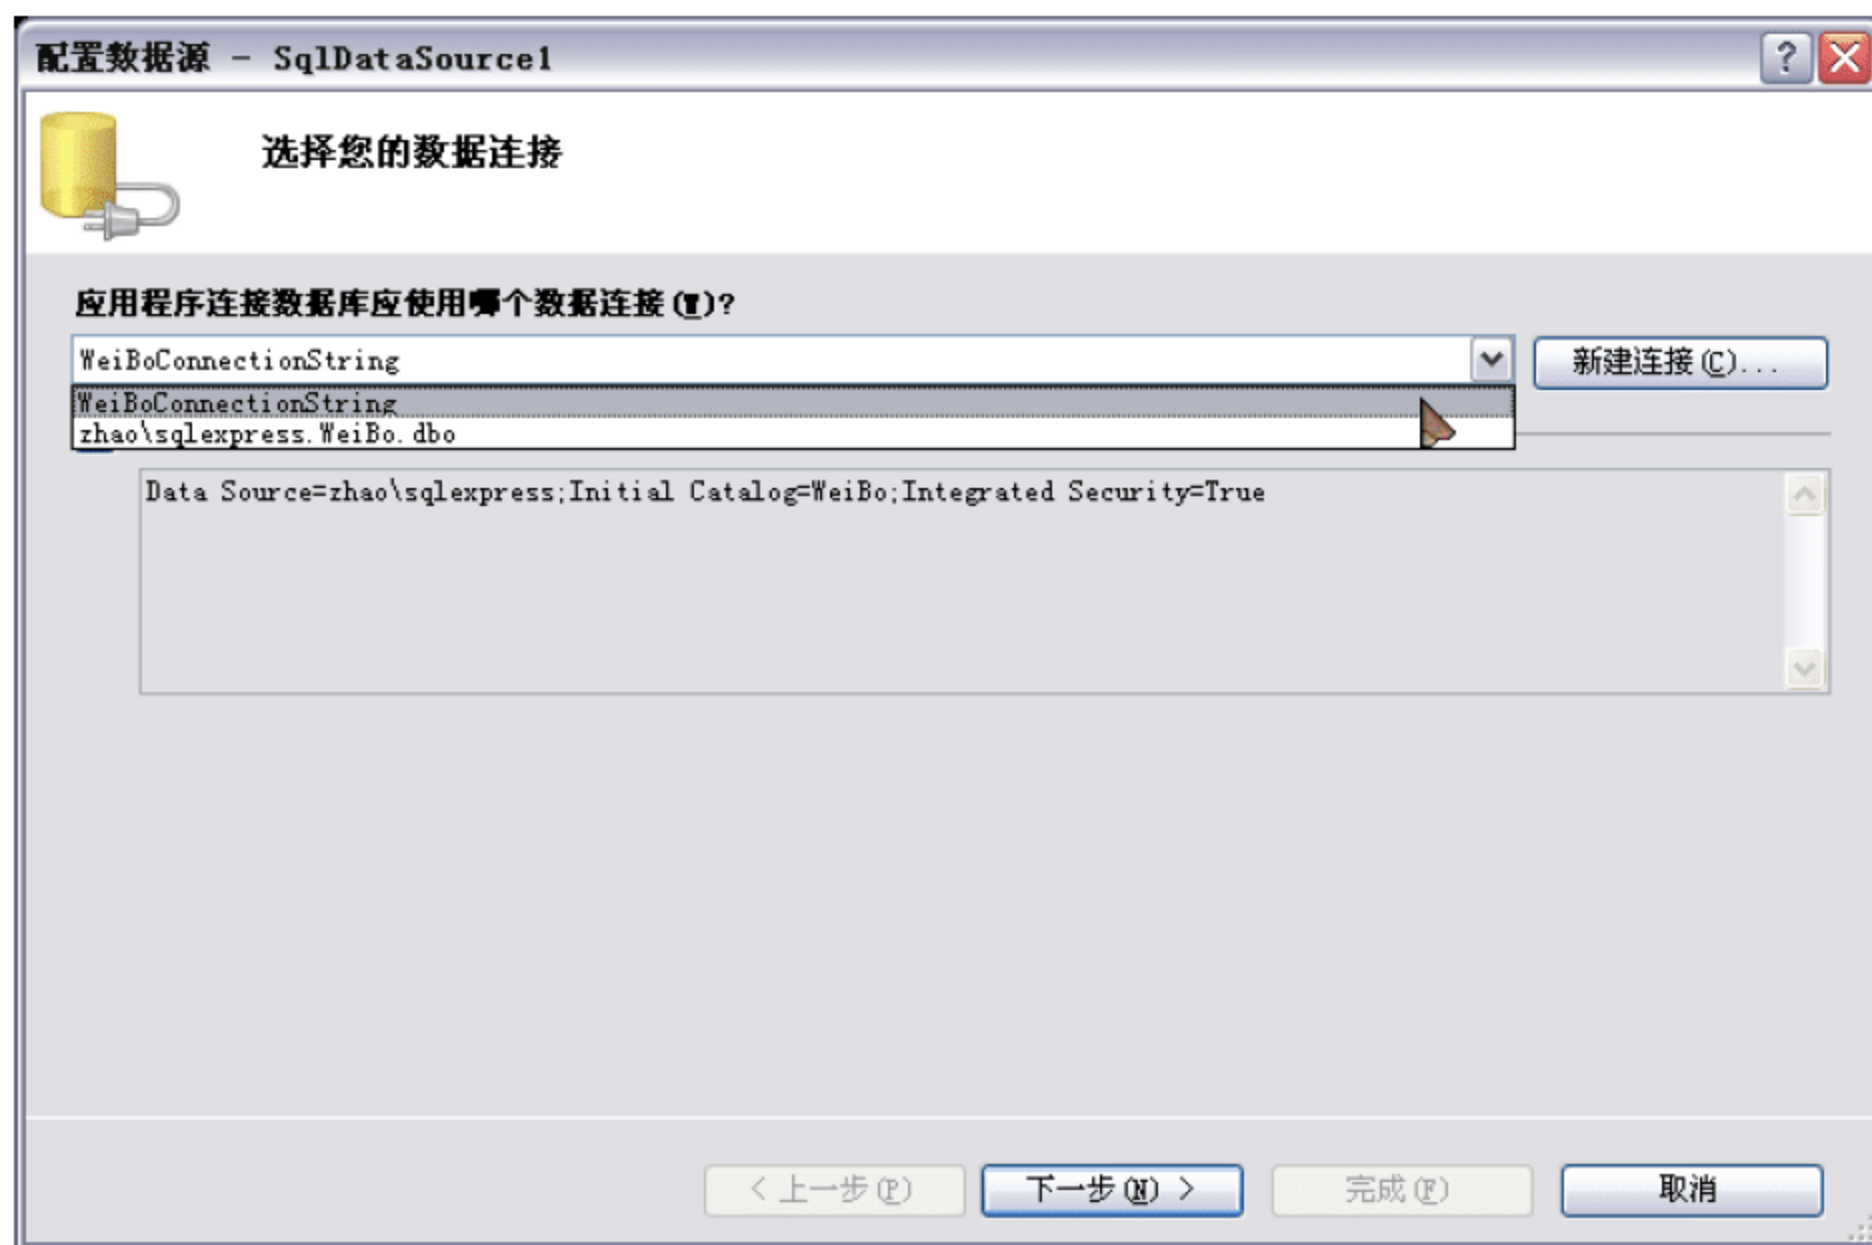 配置数据源 - SqlDataSource1
?
选择您的数据连接
应用程序连接数据库应使用哪个数据连接(W)?
WeiBoConnectionString
新建连接(C)...
WeiBoConnectionString
zhao\sqlexpress.WeiBo.dbo
Data Source=zhao\sqlexpress;Initial Catalog=WeiBo;Integrated Security=True
< 上一步(P)
下一步(N) >
完成(F)
取消